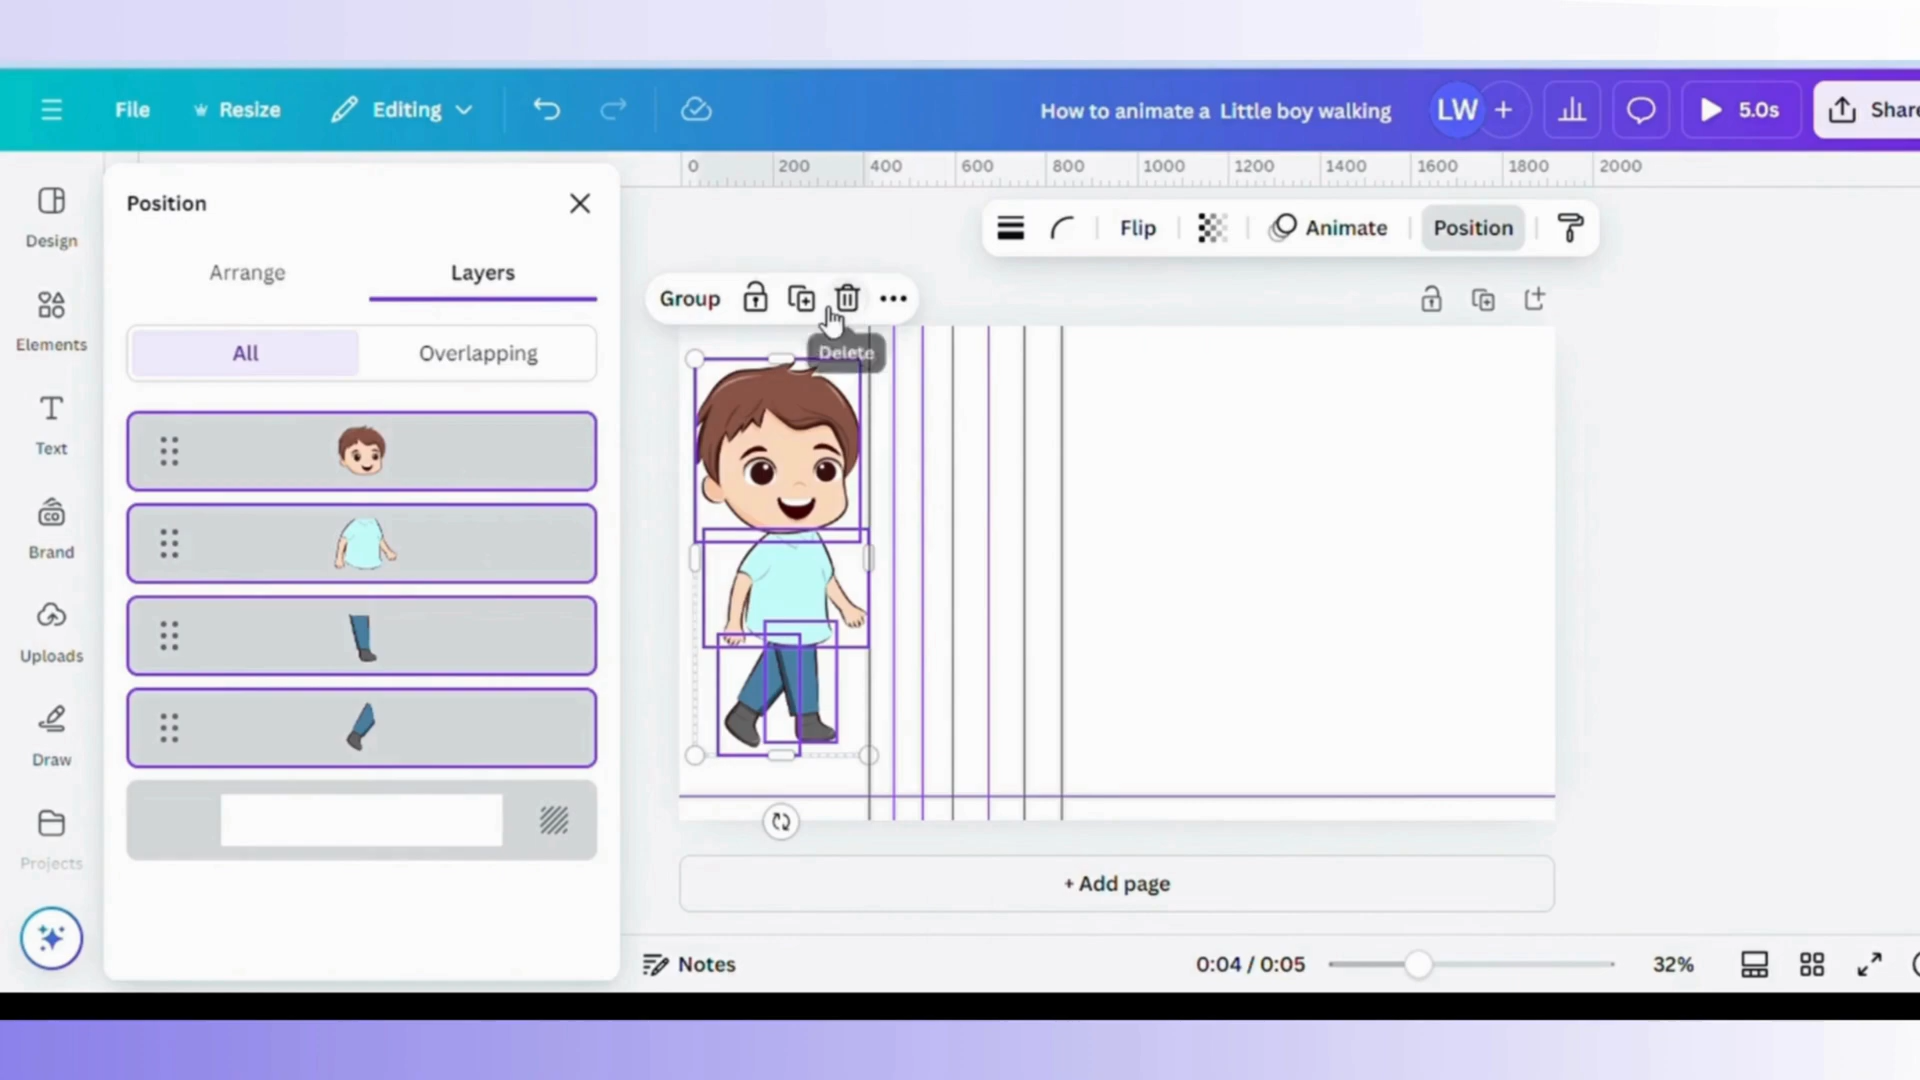 File
Resize
Editing
How to animate a Little boy walking
LW
+
5.0s
Share
0 200 400 600 800 1000 1200 1400 1600 1800 2000
Design
Elements
Text
CO
Brand
Uploads
Draw
Projects
Position
Arrange
Layers
All
Overlapping
Flip
Animate
Position
Group
Delete
+ Add page
Notes
0:04 / 0:05
32%